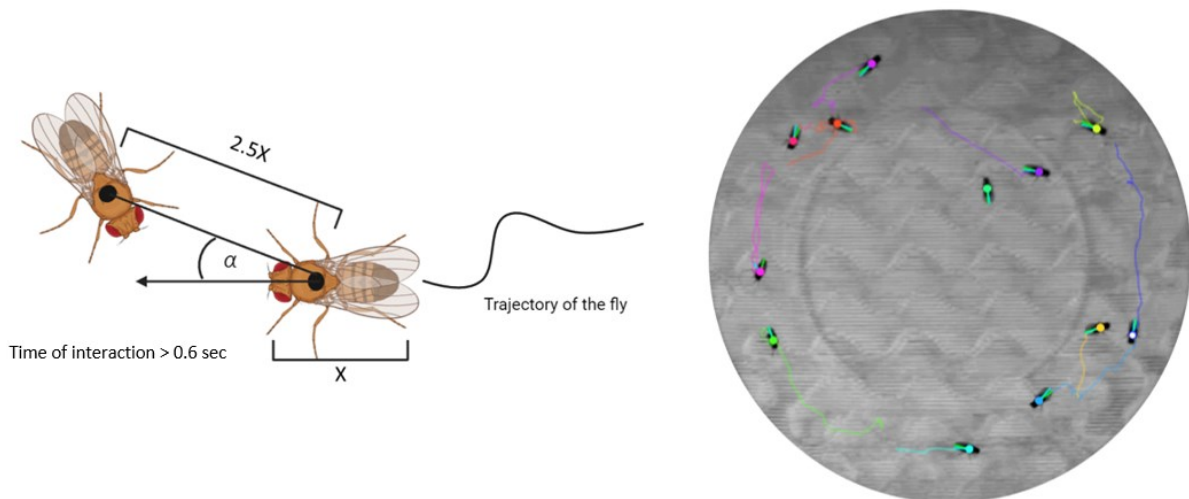 2.5X
α
Trajectory of the fly
Time of interaction > 0.6 sec
X